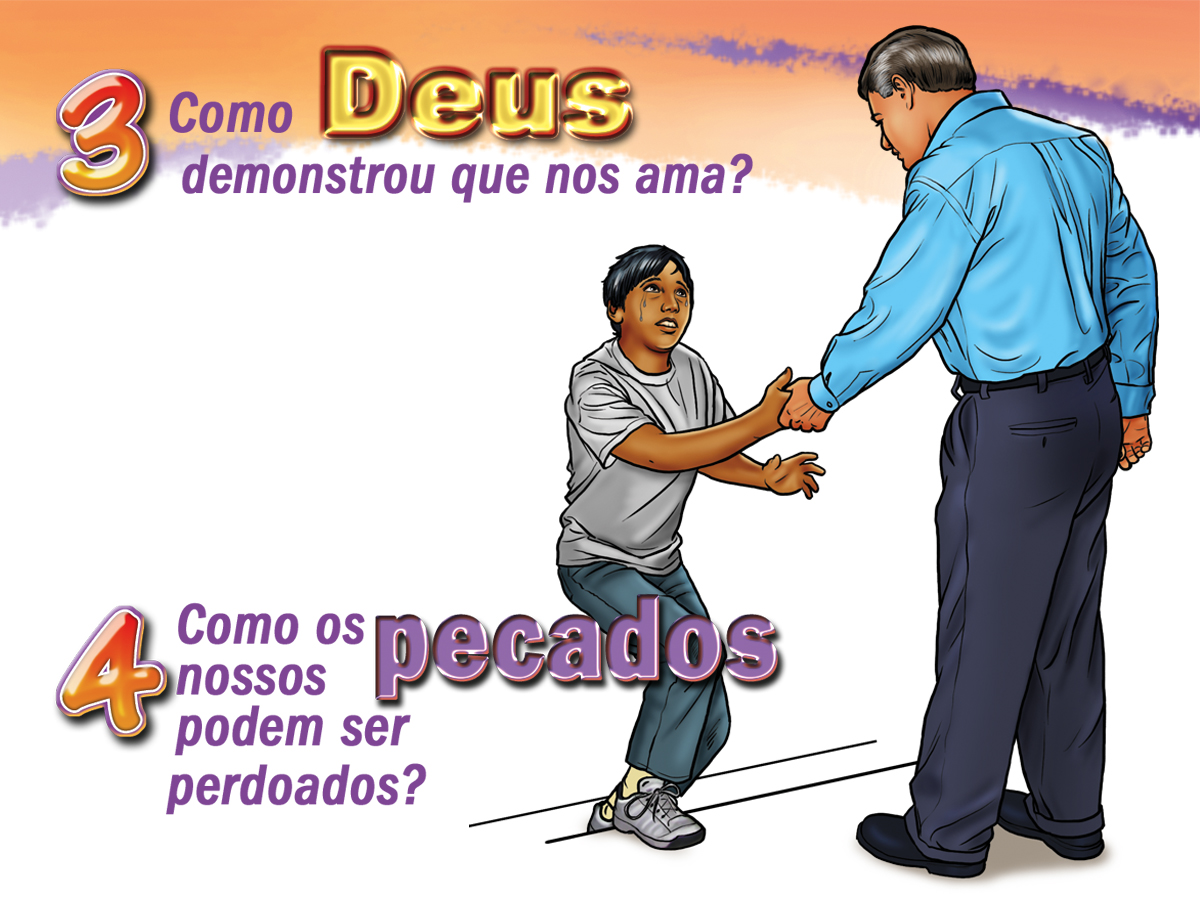 3 Como Deus
demonstrou que nos ama?
4 Como os pecados
nossos
podem ser
perdoados?